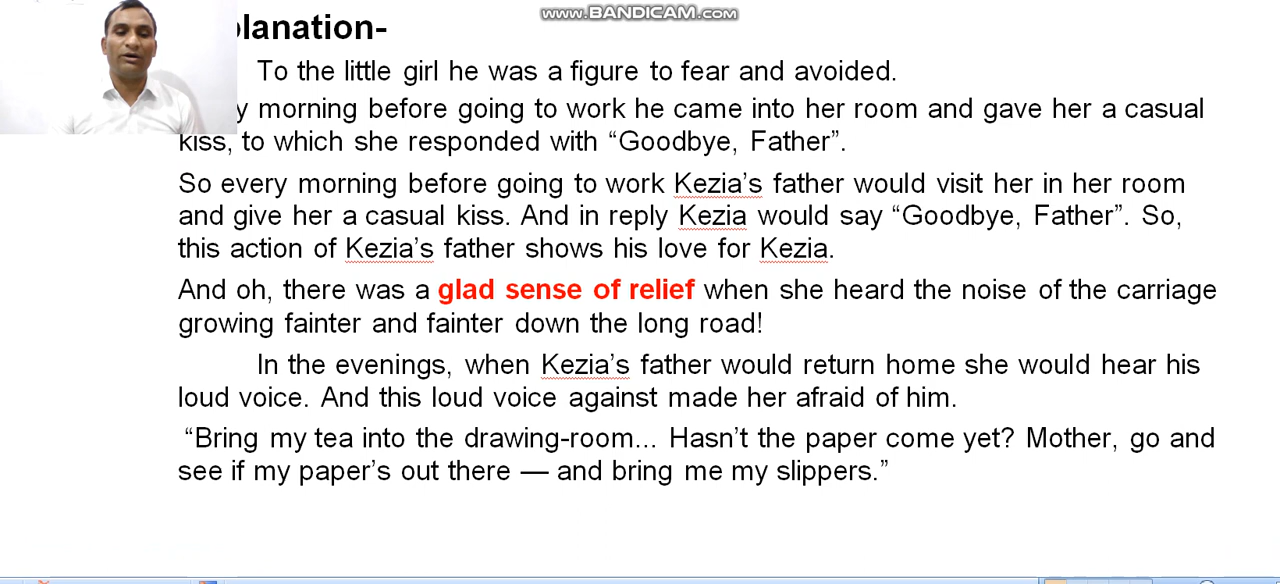 www.BANDICAM.com
planation-
To the little girl he was a figure to fear and avoided.
y morning before going to work he came into her room and gave her a casual
kiss, to which she responded with “Goodbye, Father”.
So every morning before going to work Kezia’s father would visit her in her room
and give her a casual kiss. And in reply Kezia would say “Goodbye, Father”. So,
this action of Kezia’s father shows his love for Kezia.
And oh, there was a glad sense of relief when she heard the noise of the carriage
growing fainter and fainter down the long road!
In the evenings, when Kezia’s father would return home she would hear his
loud voice. And this loud voice against made her afraid of him.
“Bring my tea into the drawing-room... Hasn’t the paper come yet? Mother, go and
see if my paper’s out there — and bring me my slippers.”